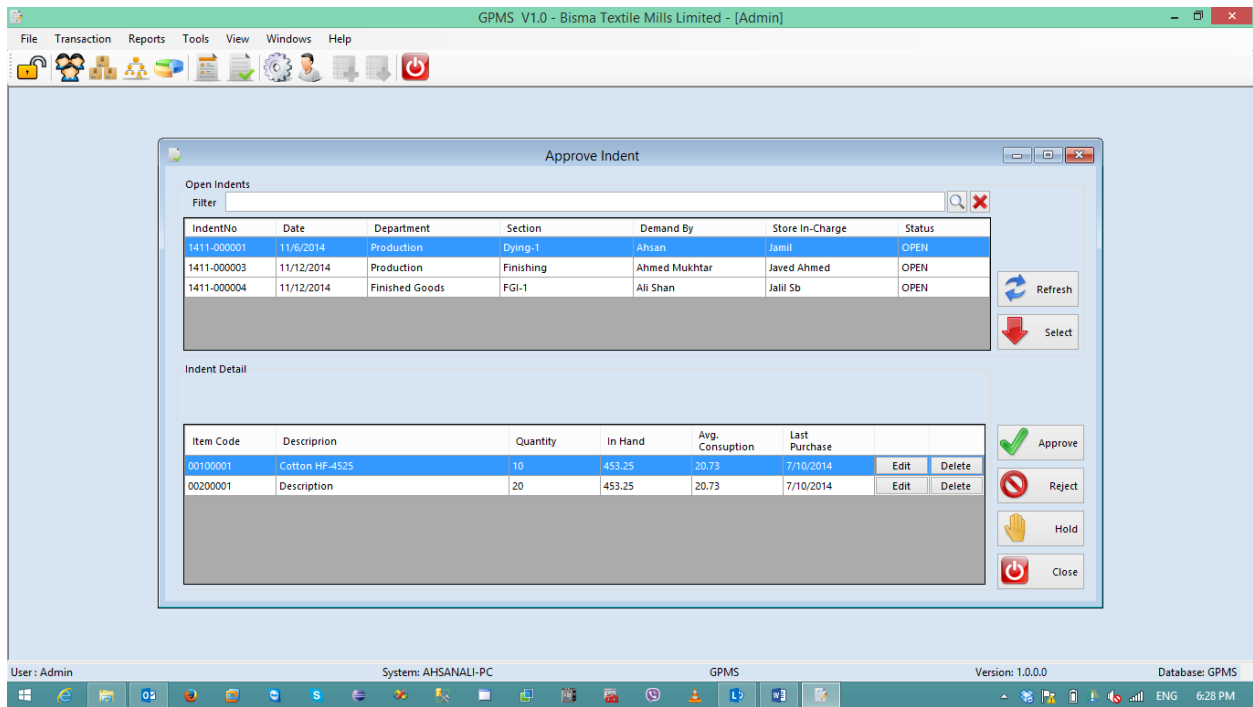 GPMS V1.0 - Bisma Textile Mills Limited - [Admin]
File Transaction Reports Tools View Windows Help
Approve Indent
Open Indents
Filter
IndentNo Date Department Section Demand By Store In-Charge Status
1411-000001 11/6/2014 Production Dying-1 Ahsan Jamil OPEN
1411-000003 11/12/2014 Production Finishing Ahmed Mukhtar Javed Ahmed OPEN
1411-000004 11/12/2014 Finished Goods FGI-1 Ali Shan Jalil Sb OPEN
Refresh
Select
Indent Detail
Item Code Descriprion Quantity In Hand Avg. Consuption Last Purchase
00100001 Cotton HF-4525 10 453.25 20.73 7/10/2014 Edit Delete
00200001 Description 20 453.25 20.73 7/10/2014 Edit Delete
Approve
Reject
Hold
Close
User : Admin System: AHSANALI-PC GPMS Version: 1.0.0.0 Database: GPMS
ENG 6:28 PM